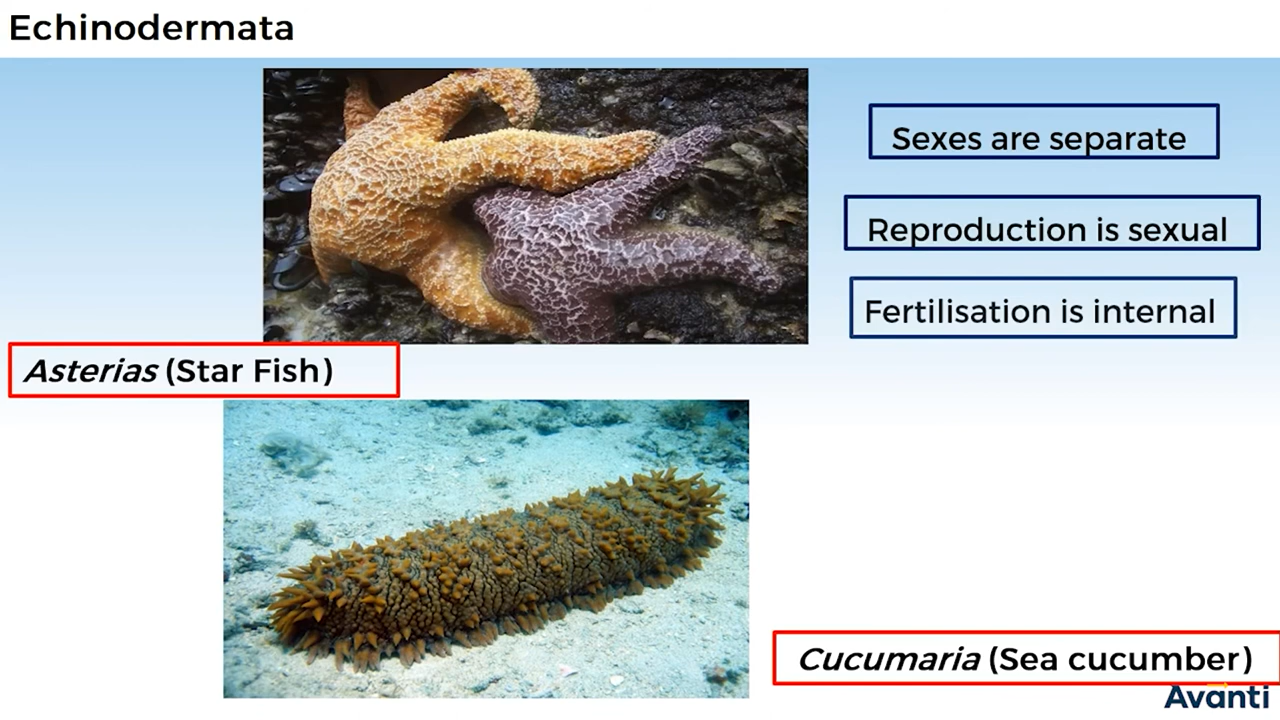 Echinodermata
Sexes are separate
Reproduction is sexual
Fertilisation is internal
Asterias (Star Fish)
Cucumaria (Sea cucumber)
Avanti